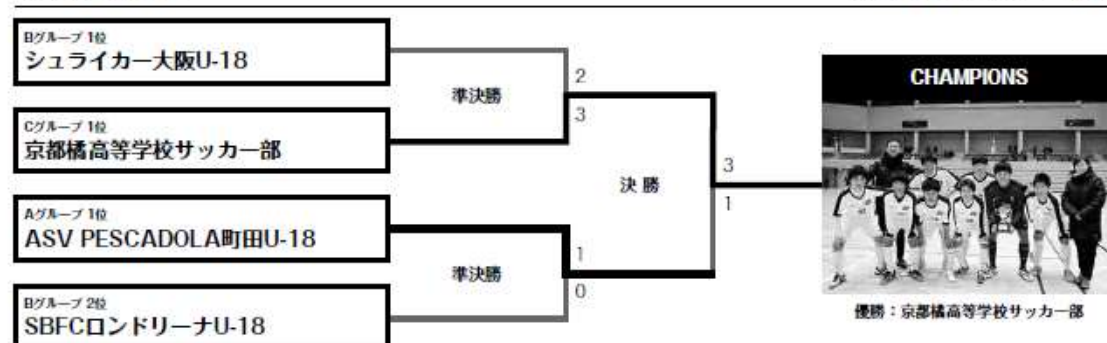 Bグループ 1位
シュライカー大阪U-18
Cグループ 1位
京都橘高等学校サッカー部
Aグループ 1位
ASV PESCADOLA町田U-18
Bグループ 2位
SBFCロンドリーナU-18
準決勝
2
3
準決勝
1
0
決 勝
3
1
CHAMPIONS
優勝：京都橘高等学校サッカー部